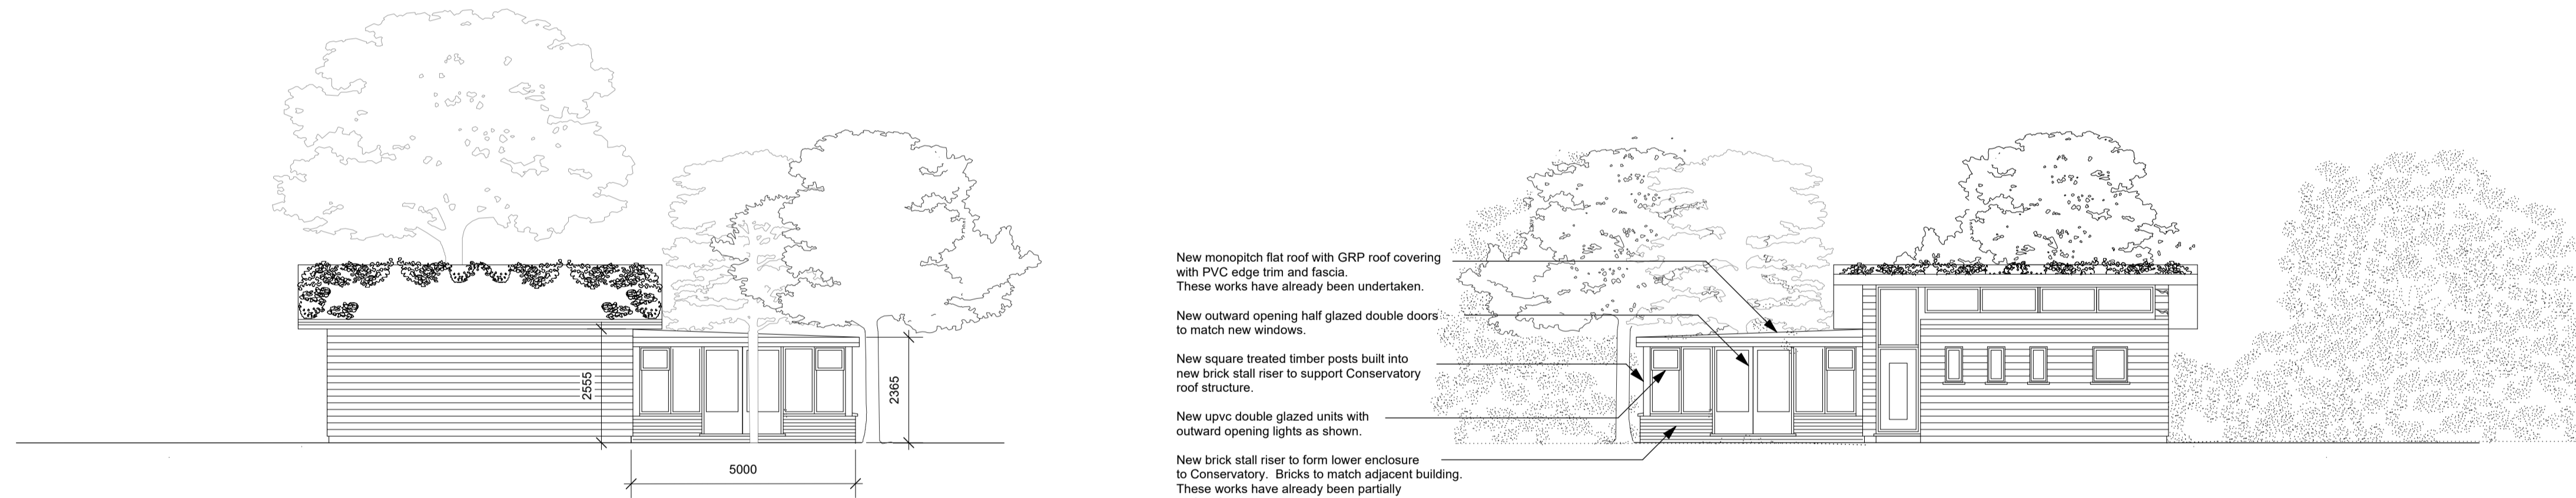 2555
2365
5000
New monopitch flat roof with GRP roof covering
with PVC edge trim and fascia.
These works have already been undertaken.
New outward opening half glazed double doors
to match new windows.
New square treated timber posts built into
new brick stall riser to support Conservatory
roof structure.
New upvc double glazed units with
outward opening lights as shown.
New brick stall riser to form lower enclosure
to Conservatory. Bricks to match adjacent building.
These works have already been partially